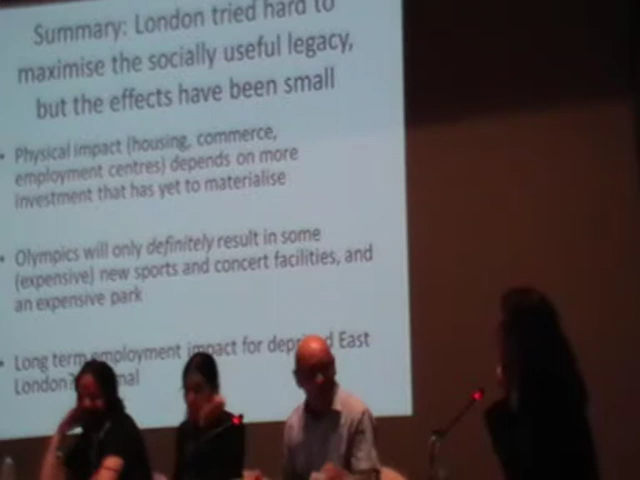 Summary: London tried hard to
maximise the socially useful legacy,
but the effects have been small
• Physical impact (housing, commerce,
employment centres) depends on more
investment that has yet to materialise
• Olympics will only definitely result in some
(expensive) new sports and concert facilities, and
an expensive park
• Long term employment impact for East
London